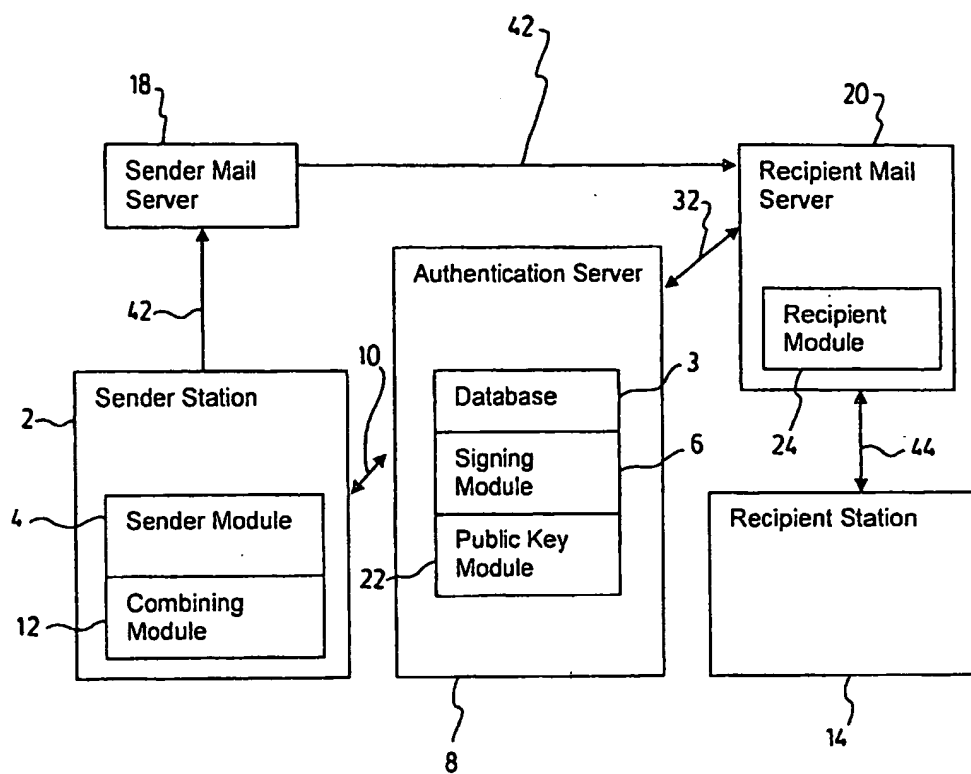 42
18
20
Sender Mail
Server
Recipient Mail
Server
32
Authentication Server
42
Recipient
Module
10
3
2
Sender Station
Database
24
44
6
Signing
Module
4
Sender Module
Recipient Station
22
Public Key
Module
12
Combining
Module
8
14